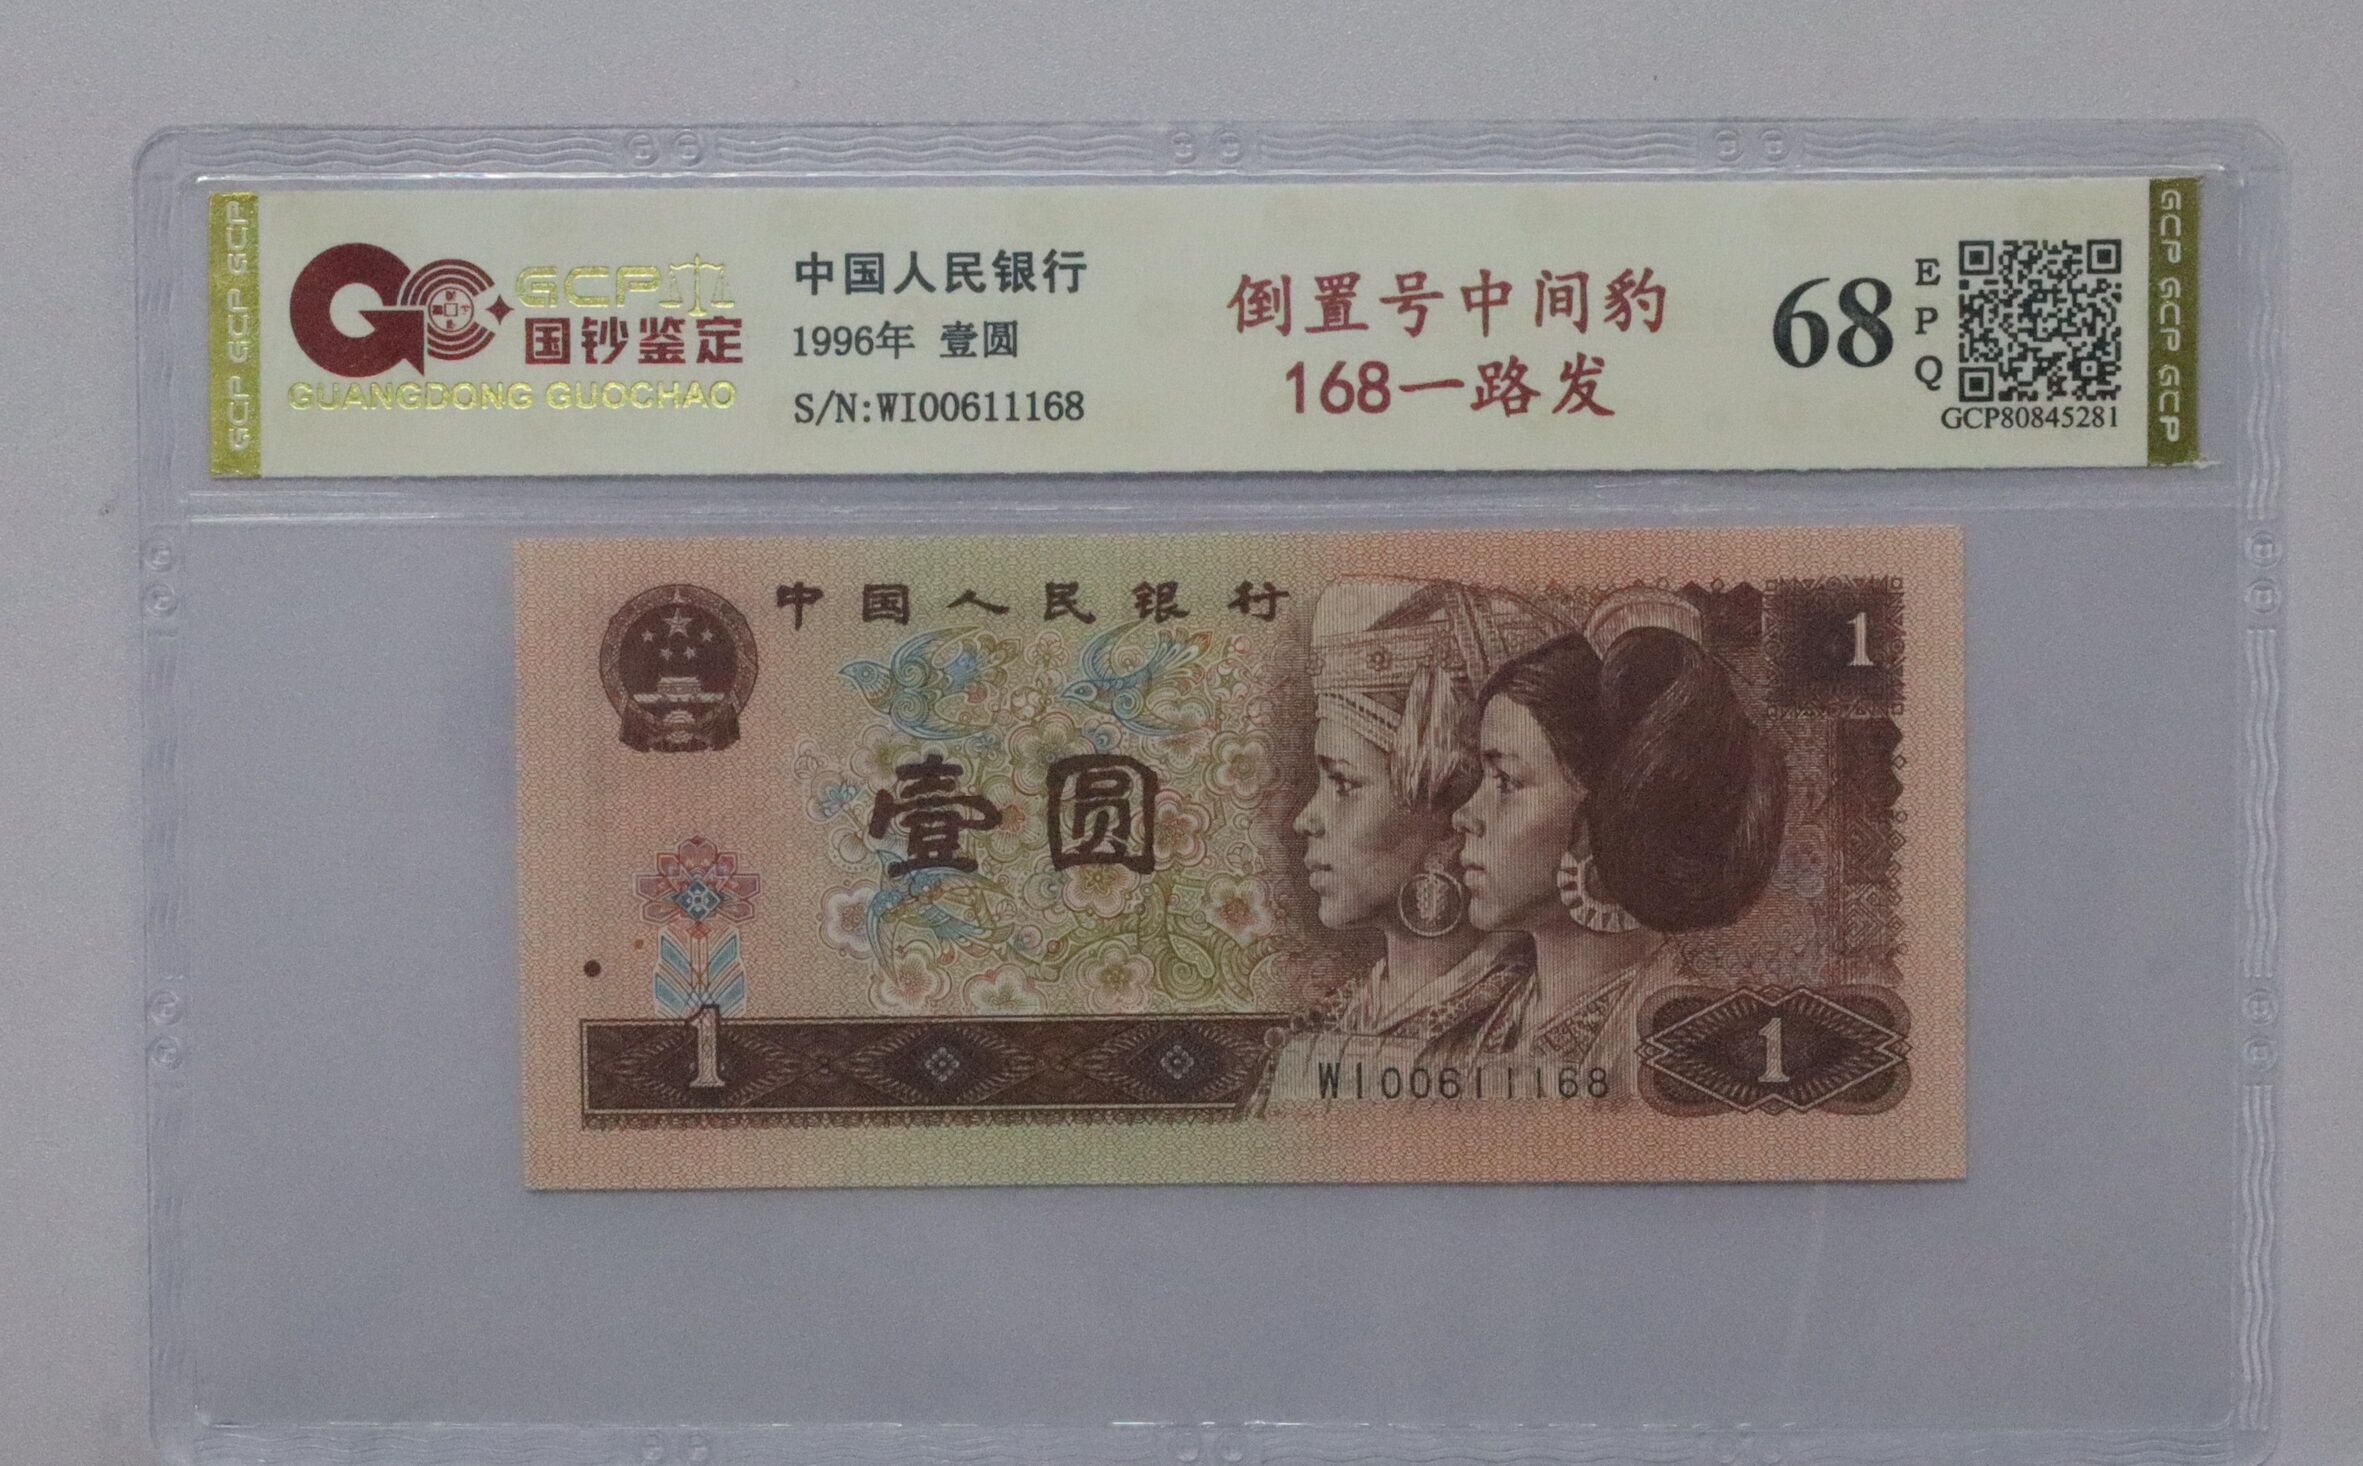 GCP GCP GCP
GCP
国钞鉴定
GUANGDONG GUOCHAO
中国人民银行
1996年 壹圆
S/N:WI00611168
倒置号中间豹
168一路发
68
EPQ
GCP80845281
GCP GCP GCP
中国人民银行
1
壹圆
1
WI00611168
1